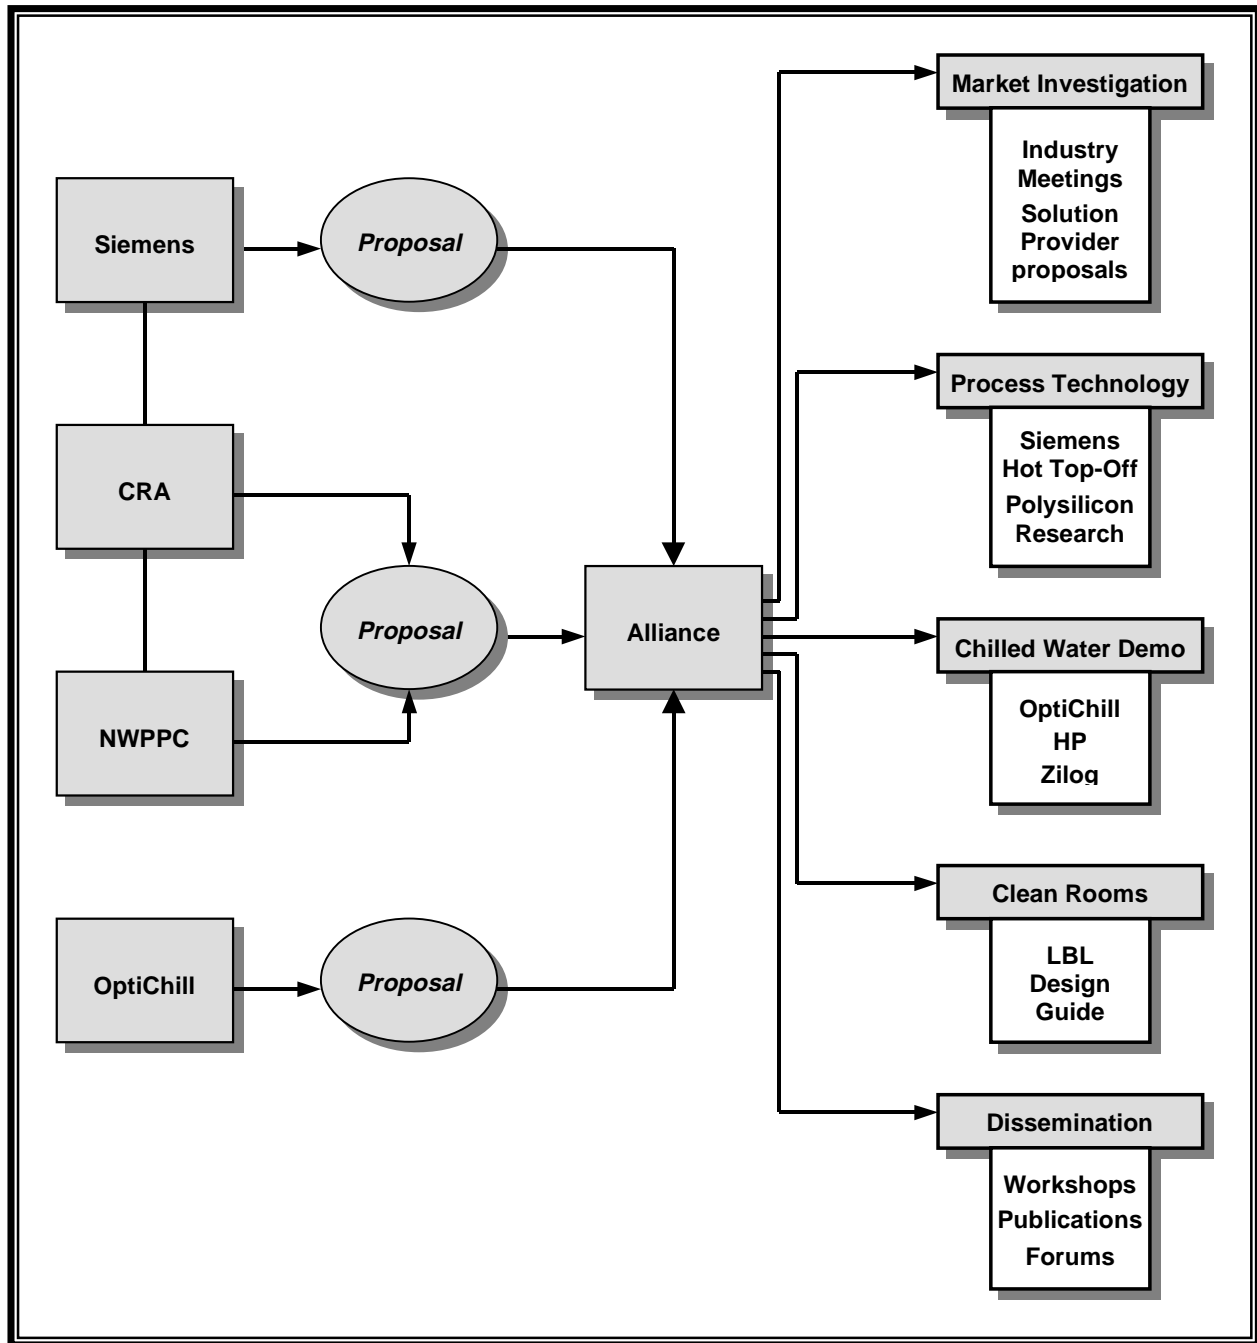 Siemens
Proposal
CRA
Proposal
NWPPC
OptiChill
Proposal
Alliance
Market Investigation
Industry
Meetings
Solution
Provider
proposals
Process Technology
Siemens
Hot Top-Off
Polysilicon
Research
Chilled Water Demo
OptiChill
HP
Zilog
Clean Rooms
LBL
Design
Guide
Dissemination
Workshops
Publications
Forums